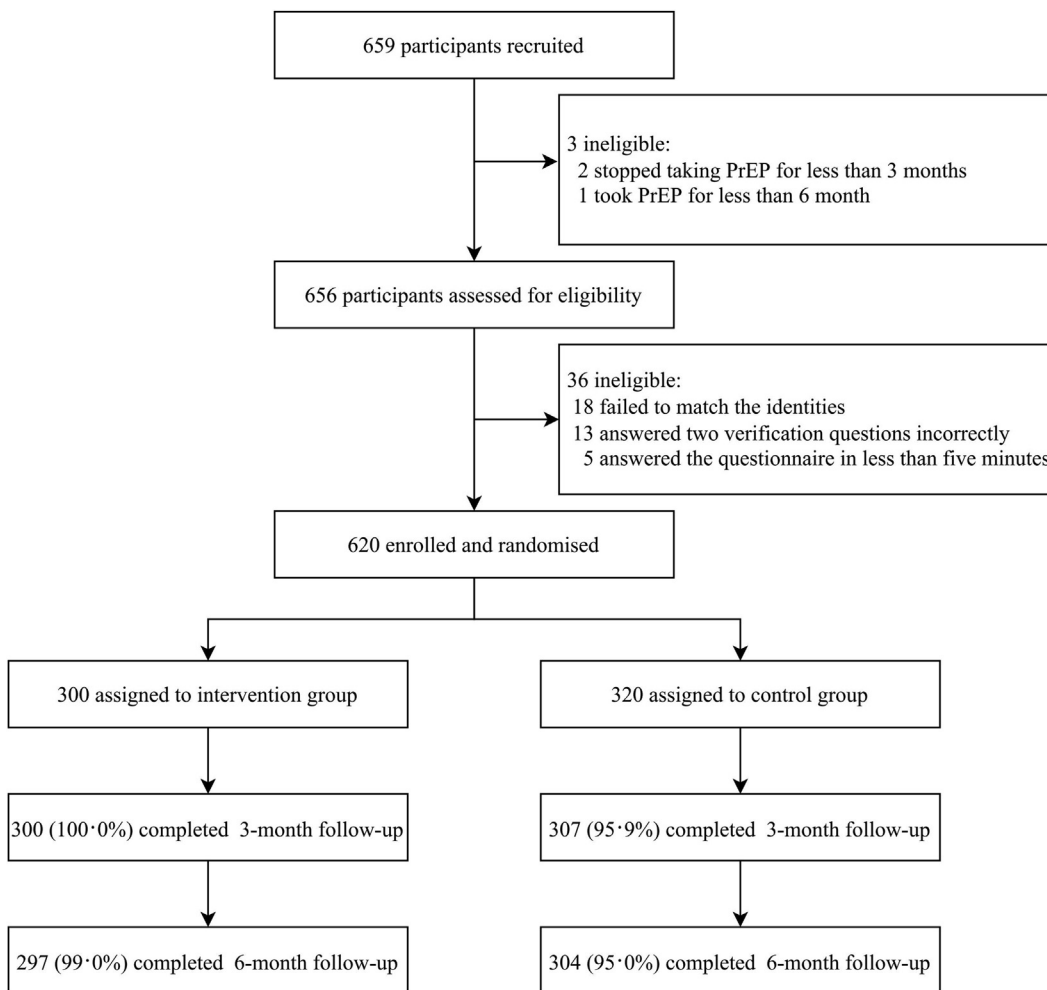 659 participants recruited
3 ineligible:
2 stopped taking PrEP for less than 3 months
1 took PrEP for less than 6 month
656 participants assessed for eligibility
36 ineligible:
18 failed to match the identities
13 answered two verification questions incorrectly
5 answered the questionnaire in less than five minutes
620 enrolled and randomised
300 assigned to intervention group
320 assigned to control group
300 (100·0%) completed 3-month follow-up
307 (95·9%) completed 3-month follow-up
297 (99·0%) completed 6-month follow-up
304 (95·0%) completed 6-month follow-up